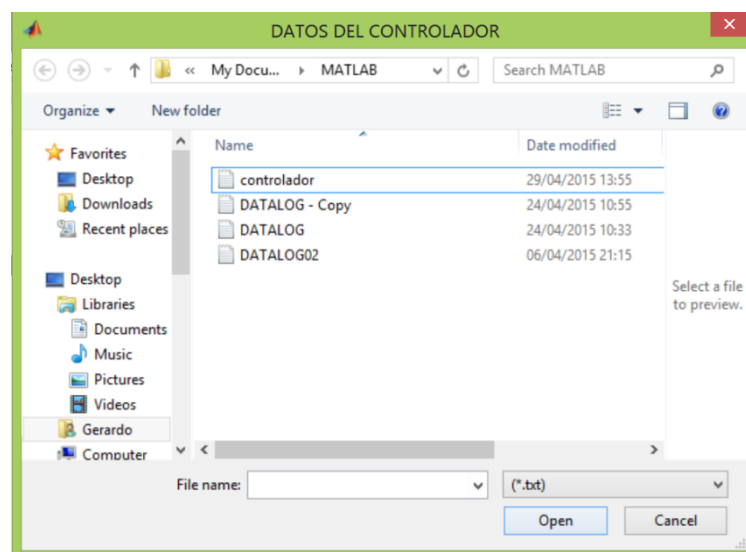 DATOS DEL CONTROLADOR
« My Docu... MATLAB
Search MATLAB
Organize New folder
Name Date modified
Favorites
Desktop
Downloads
Recent places
Desktop
Libraries
Documents
Music
Pictures
Videos
Gerardo
Computer
controlador 29/04/2015 13:55
DATALOG - Copy 24/04/2015 10:55
DATALOG 24/04/2015 10:33
DATALOG02 06/04/2015 21:15
Select a file
to preview.
File name: (*.txt)
Open Cancel